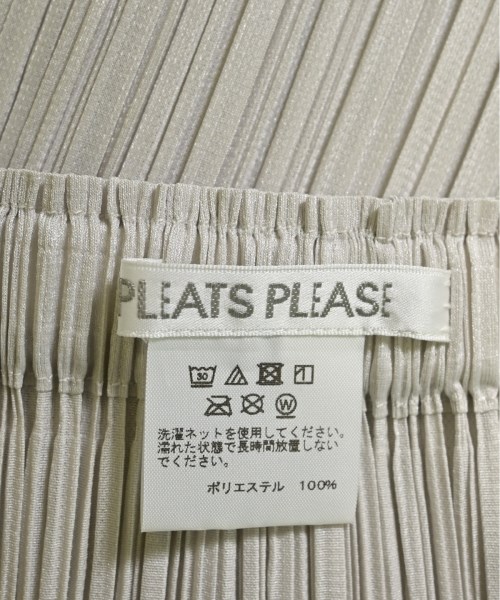 PLEATS PLEASE
30
W
洗濯ネットを使用してください。
濡れた状態で長時間放置しない
でください。
ポリエステル 100%